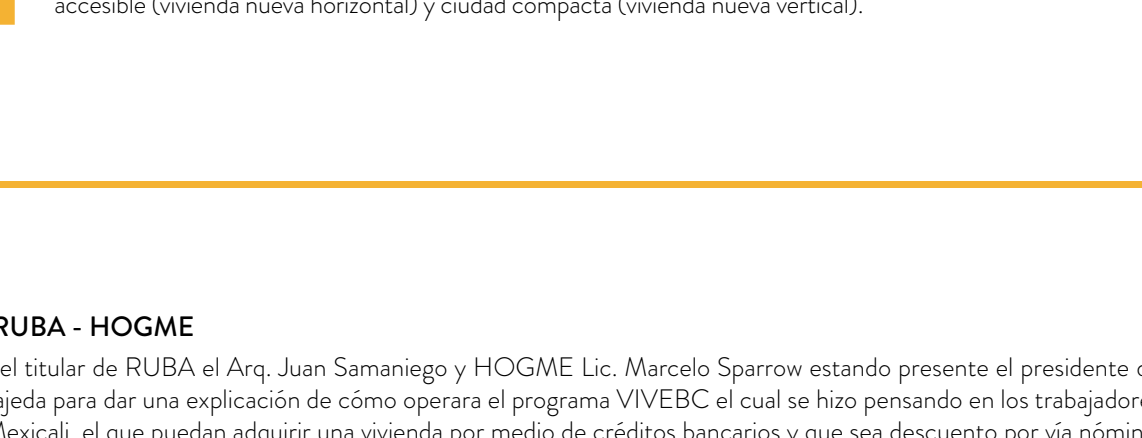 accesible (vivienda nueva horizontal) y ciudad compacta (vivienda nueva vertical).
RUBA - HOGME
el titular de RUBA el Arq. Juan Samaniego y HOGME Lic. Marcelo Sparrow estando presente el presidente
ajeda para dar una explicación de cómo operara el programa VIVEBC el cual se hizo pensando en los trabajadore
Mexicali, el que puedan adquirir una vivienda por medio de créditos bancarios y que sea descuento por vía nómin